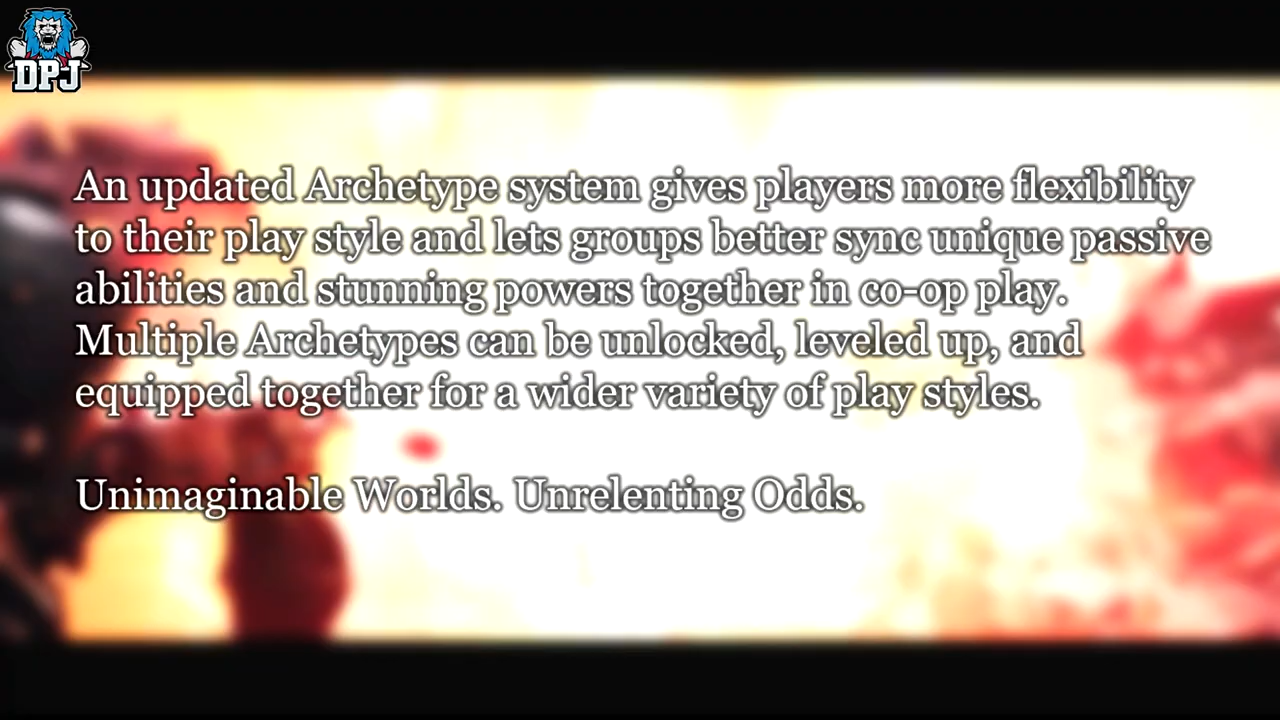 DPJ
An updated Archetype system gives players more flexibility
to their play style and lets groups better sync unique passive
abilities and stunning powers together in co-op play.
Multiple Archetypes can be unlocked, leveled up, and
equipped together for a wider variety of play styles.
Unimaginable Worlds. Unrelenting Odds.